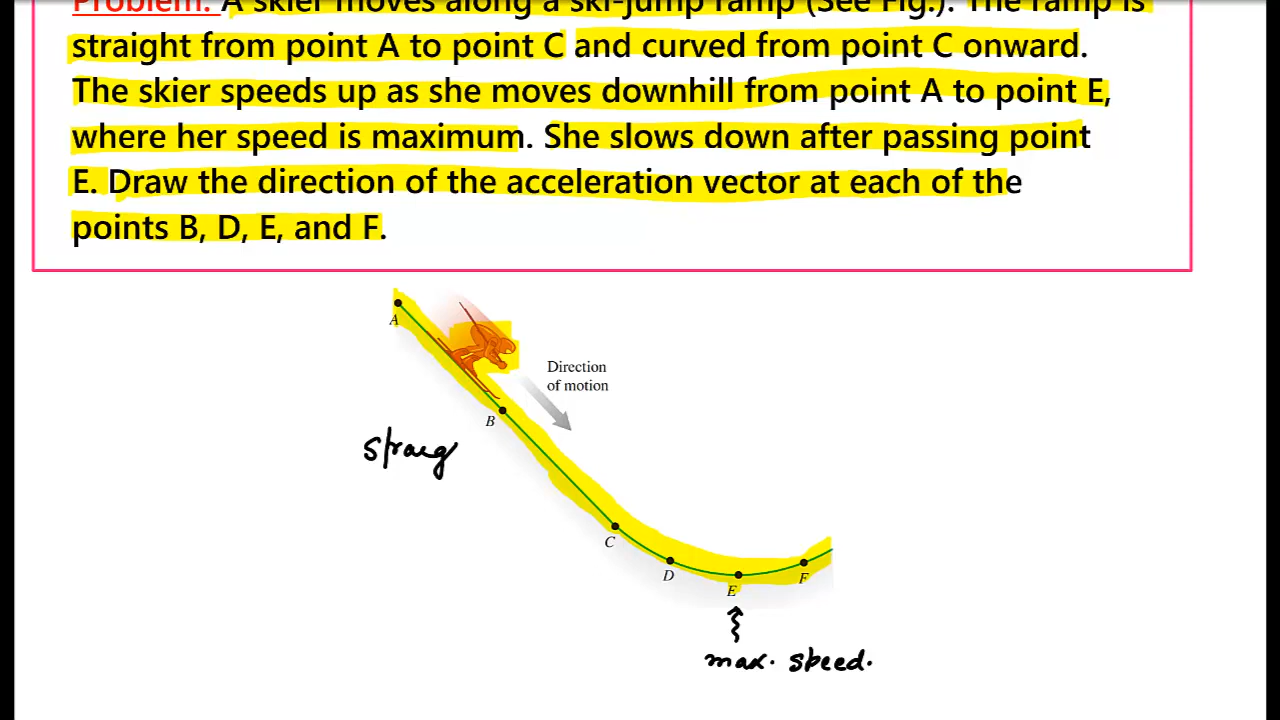 Problem: A skier moves along a ski-jump ramp (See Fig.). The ramp is
straight from point A to point C and curved from point C onward.
The skier speeds up as she moves downhill from point A to point E,
where her speed is maximum. She slows down after passing point
E. Draw the direction of the acceleration vector at each of the
points B, D, E, and F.
A
Direction
of motion
B
straig
C
D
E
F
max. speed.